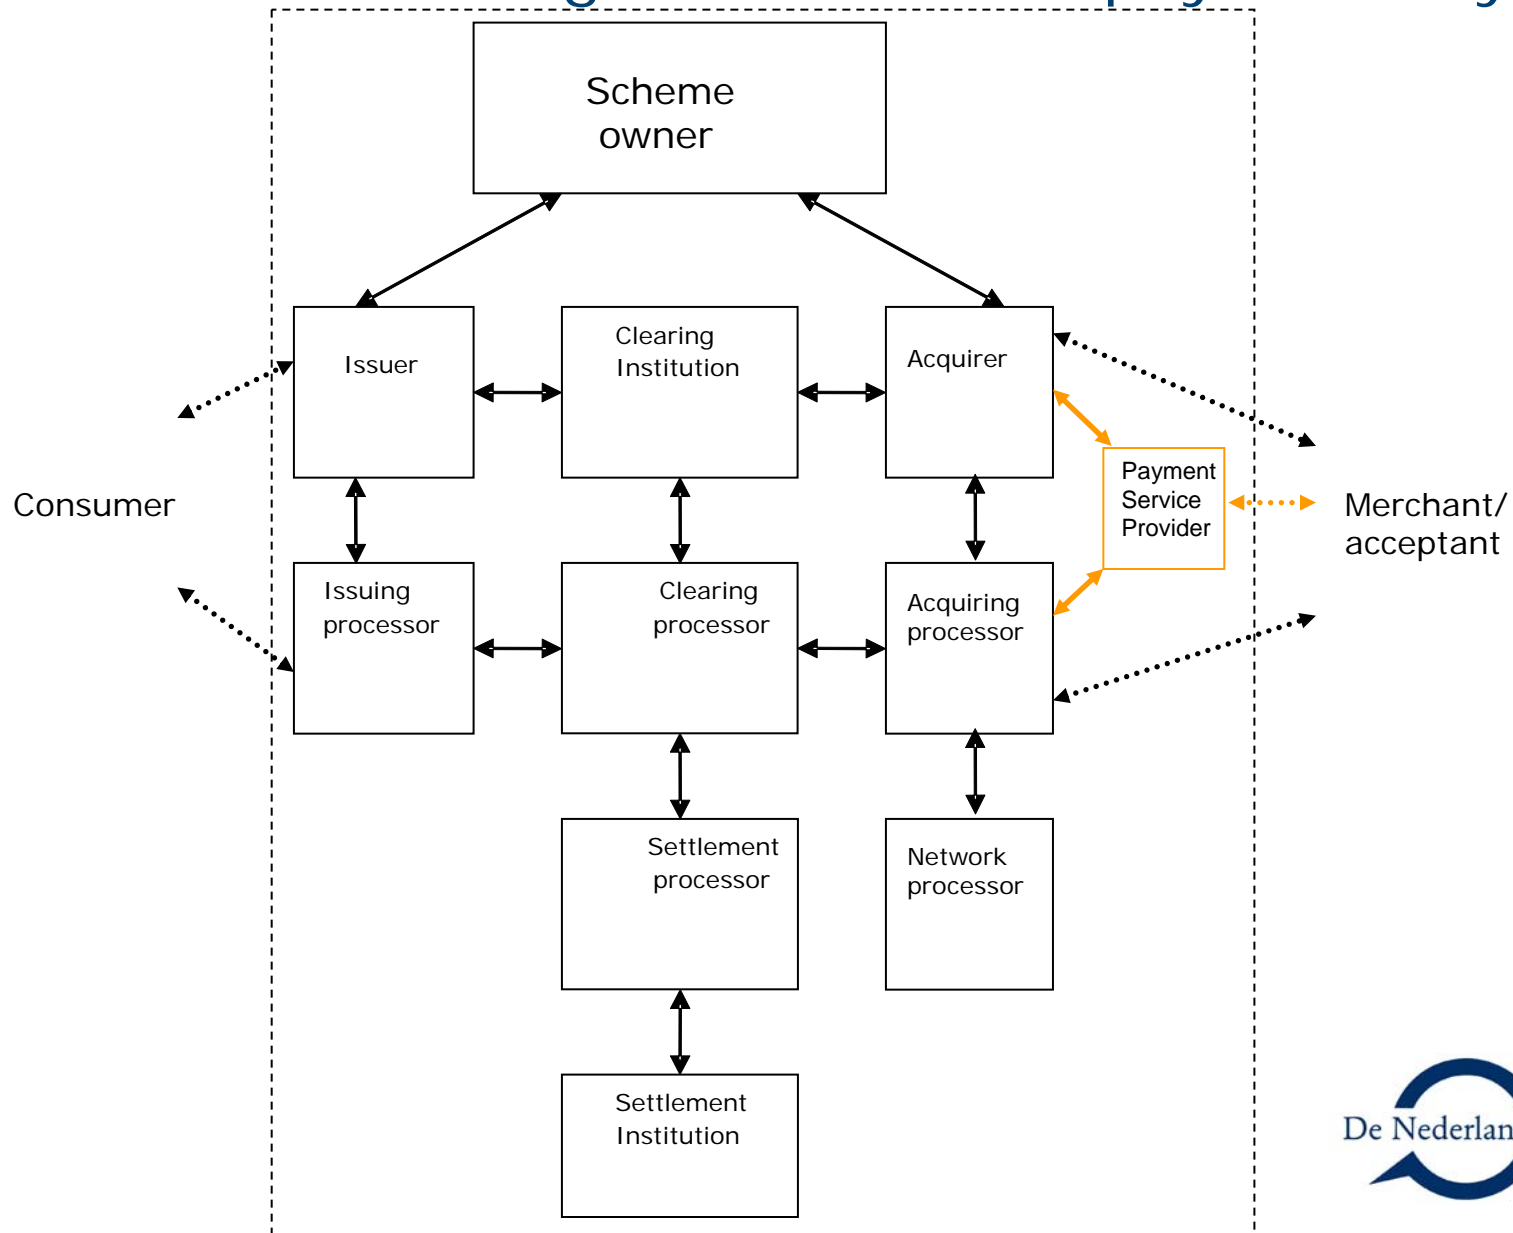 Scheme
owner
Issuer
Clearing
Institution
Acquirer
Payment
Service
Provider
Consumer
Merchant/
acceptant
Issuing
processor
Clearing
processor
Acquiring
processor
Settlement
processor
Network
processor
Settlement
Institution
De Nederlan